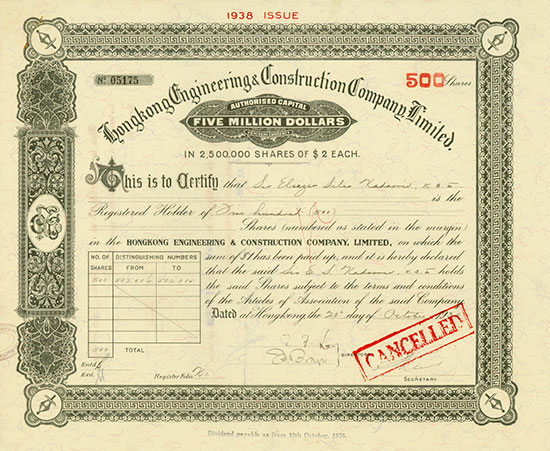 1938 ISSUE
No. 05175
500 Shares
Hongkong Engineering & Construction Company, Limited.
AUTHORISED CAPITAL
FIVE MILLION DOLLARS
IN 2,500,000 SHARES OF $2 EACH.
This is to Certify that Sir Elly Kadoorie, K.B.E.
is the
Registered Holder of Five hundred (500)
Shares (numbered as stated in the margin)
in the HONGKONG ENGINEERING & CONSTRUCTION COMPANY, LIMITED, on which the
sum of $1 has been paid up, and it is hereby declared
that the said Sir E. S. Kadoorie, K.B.E. holds
the said Shares subject to the terms and conditions
of the Articles of Association of the said Company
Dated at Hongkong, the 20th day of October
NO. OF SHARES
DISTINGUISHING NUMBERS
FROM TO
500
500 TOTAL
Entd.
Exd.
Register Folio
DIRECTORS
CANCELLED
SECRETARY
Dividend payable as from 19th October, 1938.